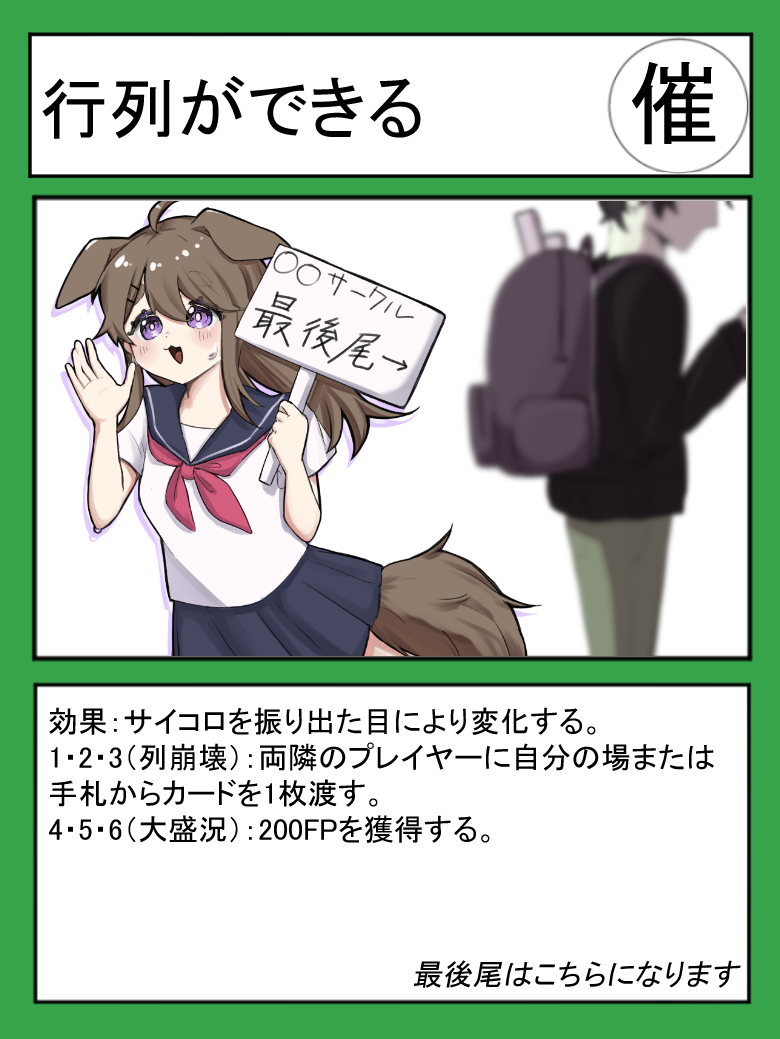 行列ができる
催
〇〇サークル
最後尾→
効果：サイコロを振り出た目により変化する。
1・2・3（列崩壊）：両隣のプレイヤーに自分の場または
手札からカードを1枚渡す。
4・5・6（大盛況）：200FPを獲得する。
最後尾はこちらになります